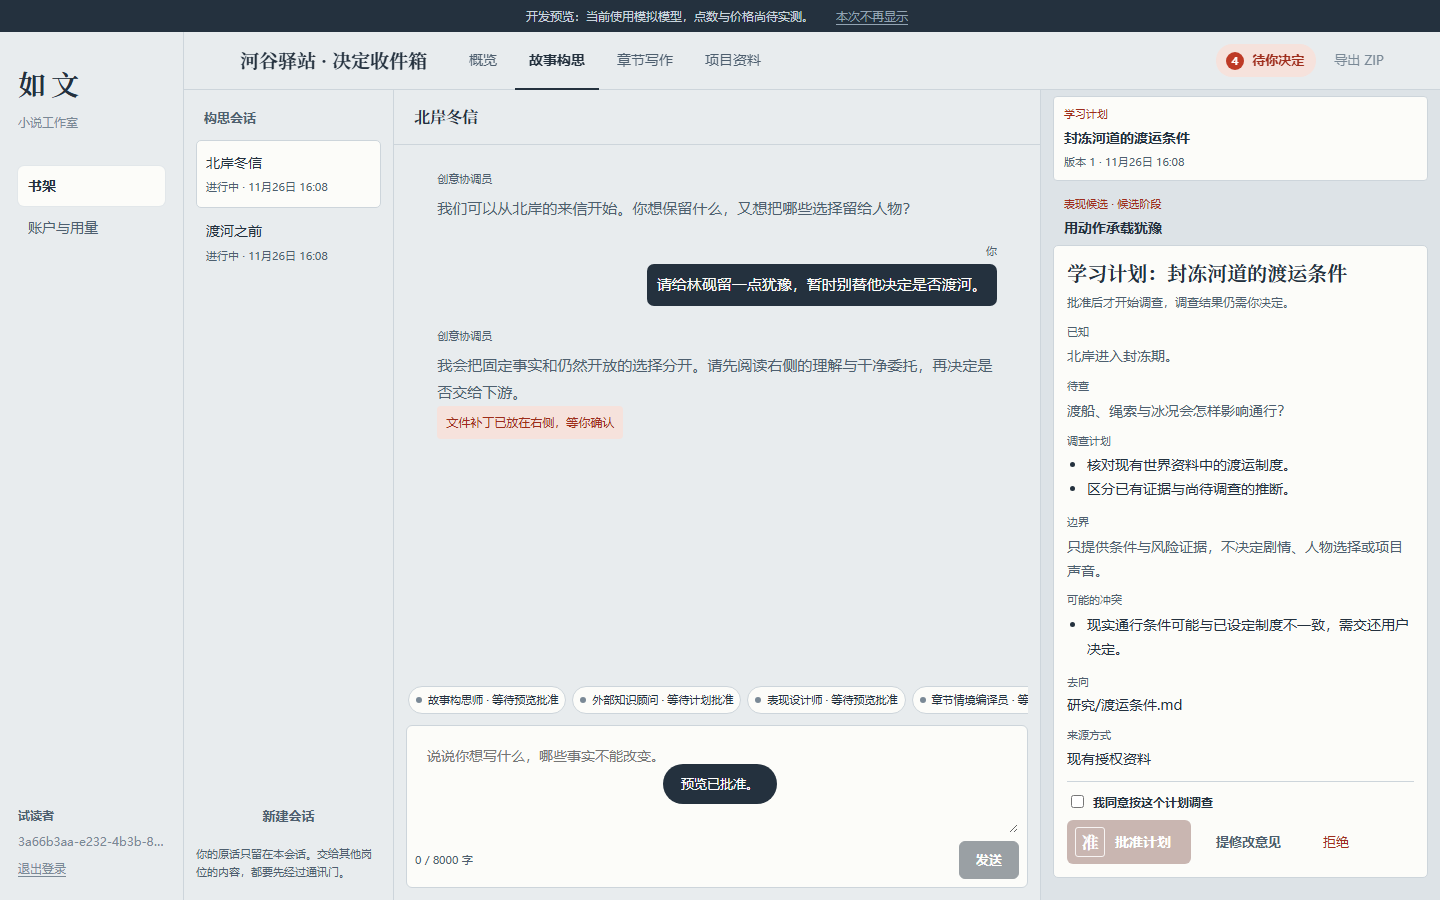 开发预览：当前使用模拟模型，点数与价格尚待实测。 本次不再显示
如文
小说工作室
书架
账户与用量
试读者
3a66b3aa-e232-4b3b-8...
退出登录
河谷驿站 · 决定收件箱
概览
故事构思
章节写作
项目资料
4 待你决定
导出 ZIP
构思会话
北岸冬信
进行中 · 11月26日 16:08
渡河之前
进行中 · 11月26日 16:08
新建会话
你的原话只留在本会话。交给其他岗
位的内容，都要先经过通讯门。
北岸冬信
创意协调员
我们可以从北岸的来信开始。你想保留什么，又想把哪些选择留给人物？
你
请给林砚留一点犹豫，暂时别替他决定是否渡河。
创意协调员
我会把固定事实和仍然开放的选择分开。请先阅读右侧的理解与干净委托，再决定是
否交给下游。
文件补丁已放在右侧，等你确认
故事构思师 · 等待预览批准
外部知识顾问 · 等待计划批准
表现设计师 · 等待预览批准
章节情境编译员 · 等
说说你想写什么，哪些事实不能改变。
预览已批准。
0 / 8000 字
发送
学习计划
封冻河道的渡运条件
版本 1 · 11月26日 16:08
表现候选 · 候选阶段
用动作承载犹豫
学习计划：封冻河道的渡运条件
批准后才开始调查，调查结果仍需你决定。
已知
北岸进入封冻期。
待查
渡船、绳索与冰况会怎样影响通行？
调查计划
• 核对现有世界资料中的渡运制度。
• 区分已有证据与尚待调查的推断。
边界
只提供条件与风险证据，不决定剧情、人物选择或项目
声音。
可能的冲突
• 现实通行条件可能与已设定制度不一致，需交还用户
决定。
去向
研究/渡运条件.md
来源方式
现有授权资料
我同意按这个计划调查
准 批准计划
提修改意见
拒绝